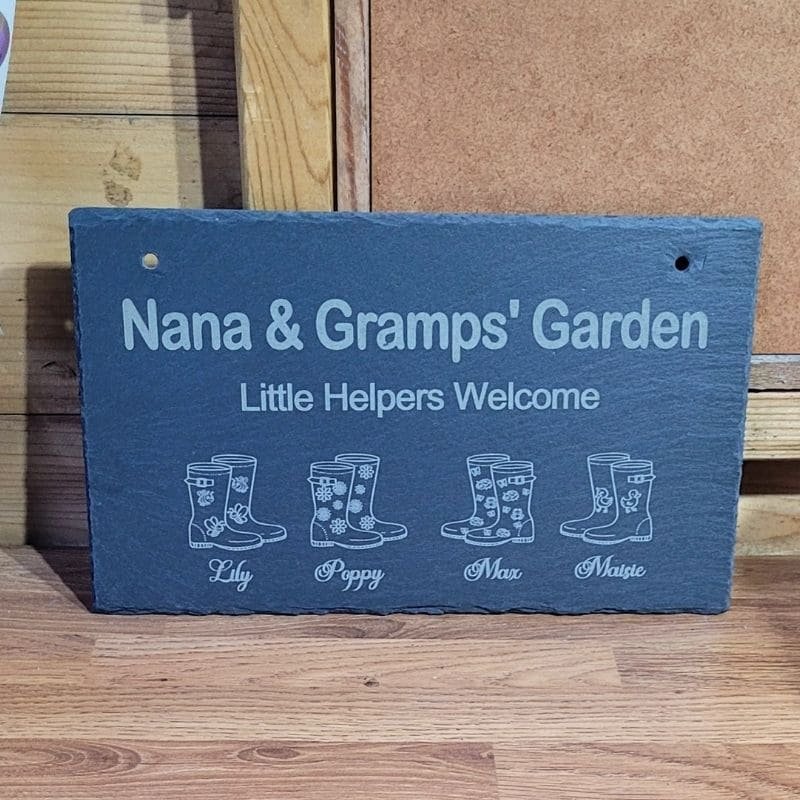 Nana & Gramps' Garden
Little Helpers Welcome
Lily Poppy Max Maisie